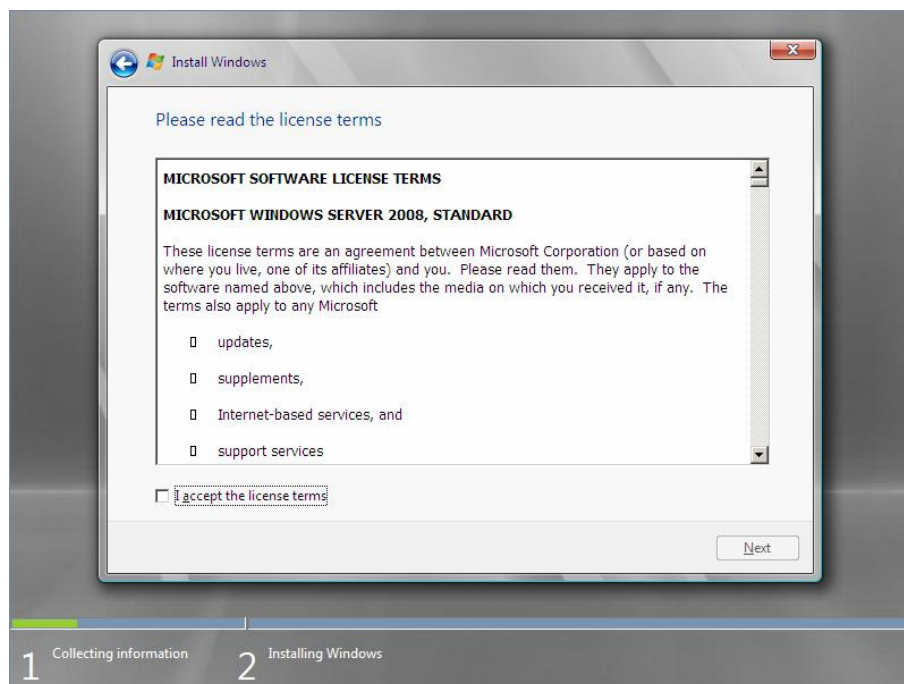 Install Windows
Please read the license terms
MICROSOFT SOFTWARE LICENSE TERMS
MICROSOFT WINDOWS SERVER 2008, STANDARD
These license terms are an agreement between Microsoft Corporation (or based on
where you live, one of its affiliates) and you.  Please read them.  They apply to the
software named above, which includes the media on which you received it, if any.  The
terms also apply to any Microsoft
updates,
supplements,
Internet-based services, and
support services
I accept the license terms
Next
1 Collecting information
2 Installing Windows